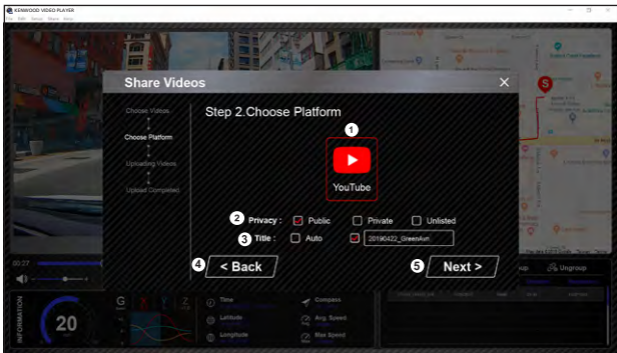 KENWOOD VIDEO PLAYER
Share Videos
Choose Videos
Choose Platform
Uploading Videos
Upload Completed
Step 2.Choose Platform
1
YouTube
2 Privacy : Public Private Unlisted
3 Title : Auto 20190422_GreenAvn
4 < Back
5 Next >
S
00:27
Ungroup
INFORMATION
20
G X Y Z
Time
Latitude
Longitude
Compass
Avg. Speed
Max Speed